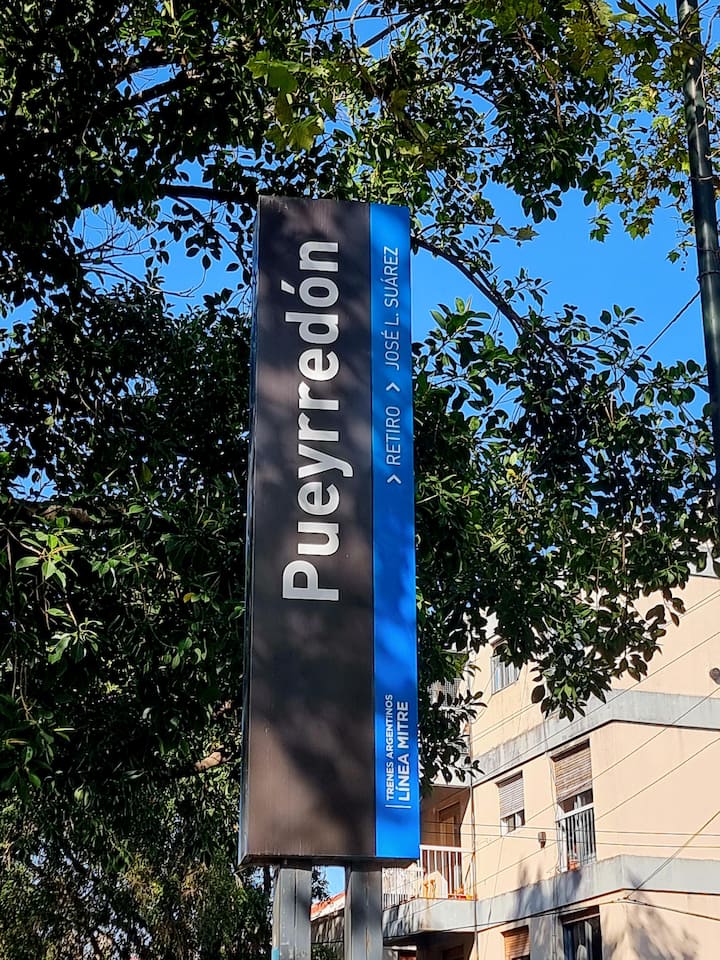 Pueyrredón
> RETIRO > JOSÉ L. SUÁREZ
TRENES ARGENTINOS
LÍNEA MITRE